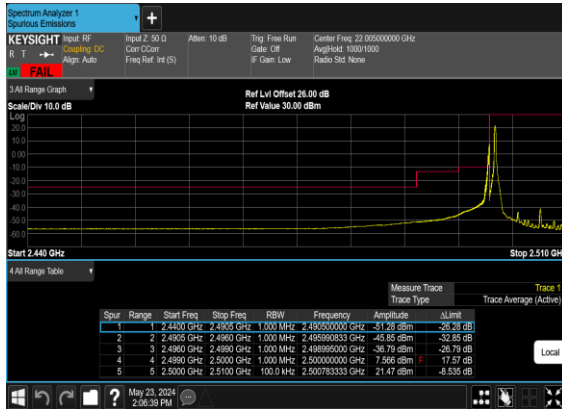 Spectrum Analyzer 1
Spurious Emissions
KEYSIGHT Input: RF Input Z: 50 Ω Atten: 10 dB Trig: Free Run Center Freq: 22.005000000 GHz
R T Coupling: DC Corr CCorr Gate: Off Avg|Hold: 1000/1000
Align: Auto Freq Ref: Int (S) IF Gain: Low Radio Std: None
LV FAIL
3 All Range Graph Ref Lvl Offset 26.00 dB
Scale/Div 10.0 dB Ref Value 30.00 dBm
Log
20.0
10.0
0.00
-10.0
-20.0
-30.0
-40.0
-50.0
-60.0
Start 2.440 GHz Stop 2.510 GH
4 All Range Table
Measure Trace Trace 1
Trace Type Trace Average (Active)
Spur Range Start Freq Stop Freq RBW Frequency Amplitude ΔLimit
1 1 2.4400 GHz 2.4905 GHz 1.000 MHz 2.490500000 GHz -51.28 dBm -26.28 dB
2 2 2.4905 GHz 2.4960 GHz 1.000 MHz 2.495990833 GHz -45.85 dBm -32.85 dB
3 3 2.4960 GHz 2.4990 GHz 1.000 MHz 2.498995000 GHz -36.79 dBm -26.79 dB
4 4 2.4990 GHz 2.5000 GHz 1.000 MHz 2.500000000 GHz 7.566 dBm F 17.57 dB
5 5 2.5000 GHz 2.5100 GHz 100.0 kHz 2.500783333 GHz 21.47 dBm -8.535 dB
Local
May 23, 2024
2:06:39 PM